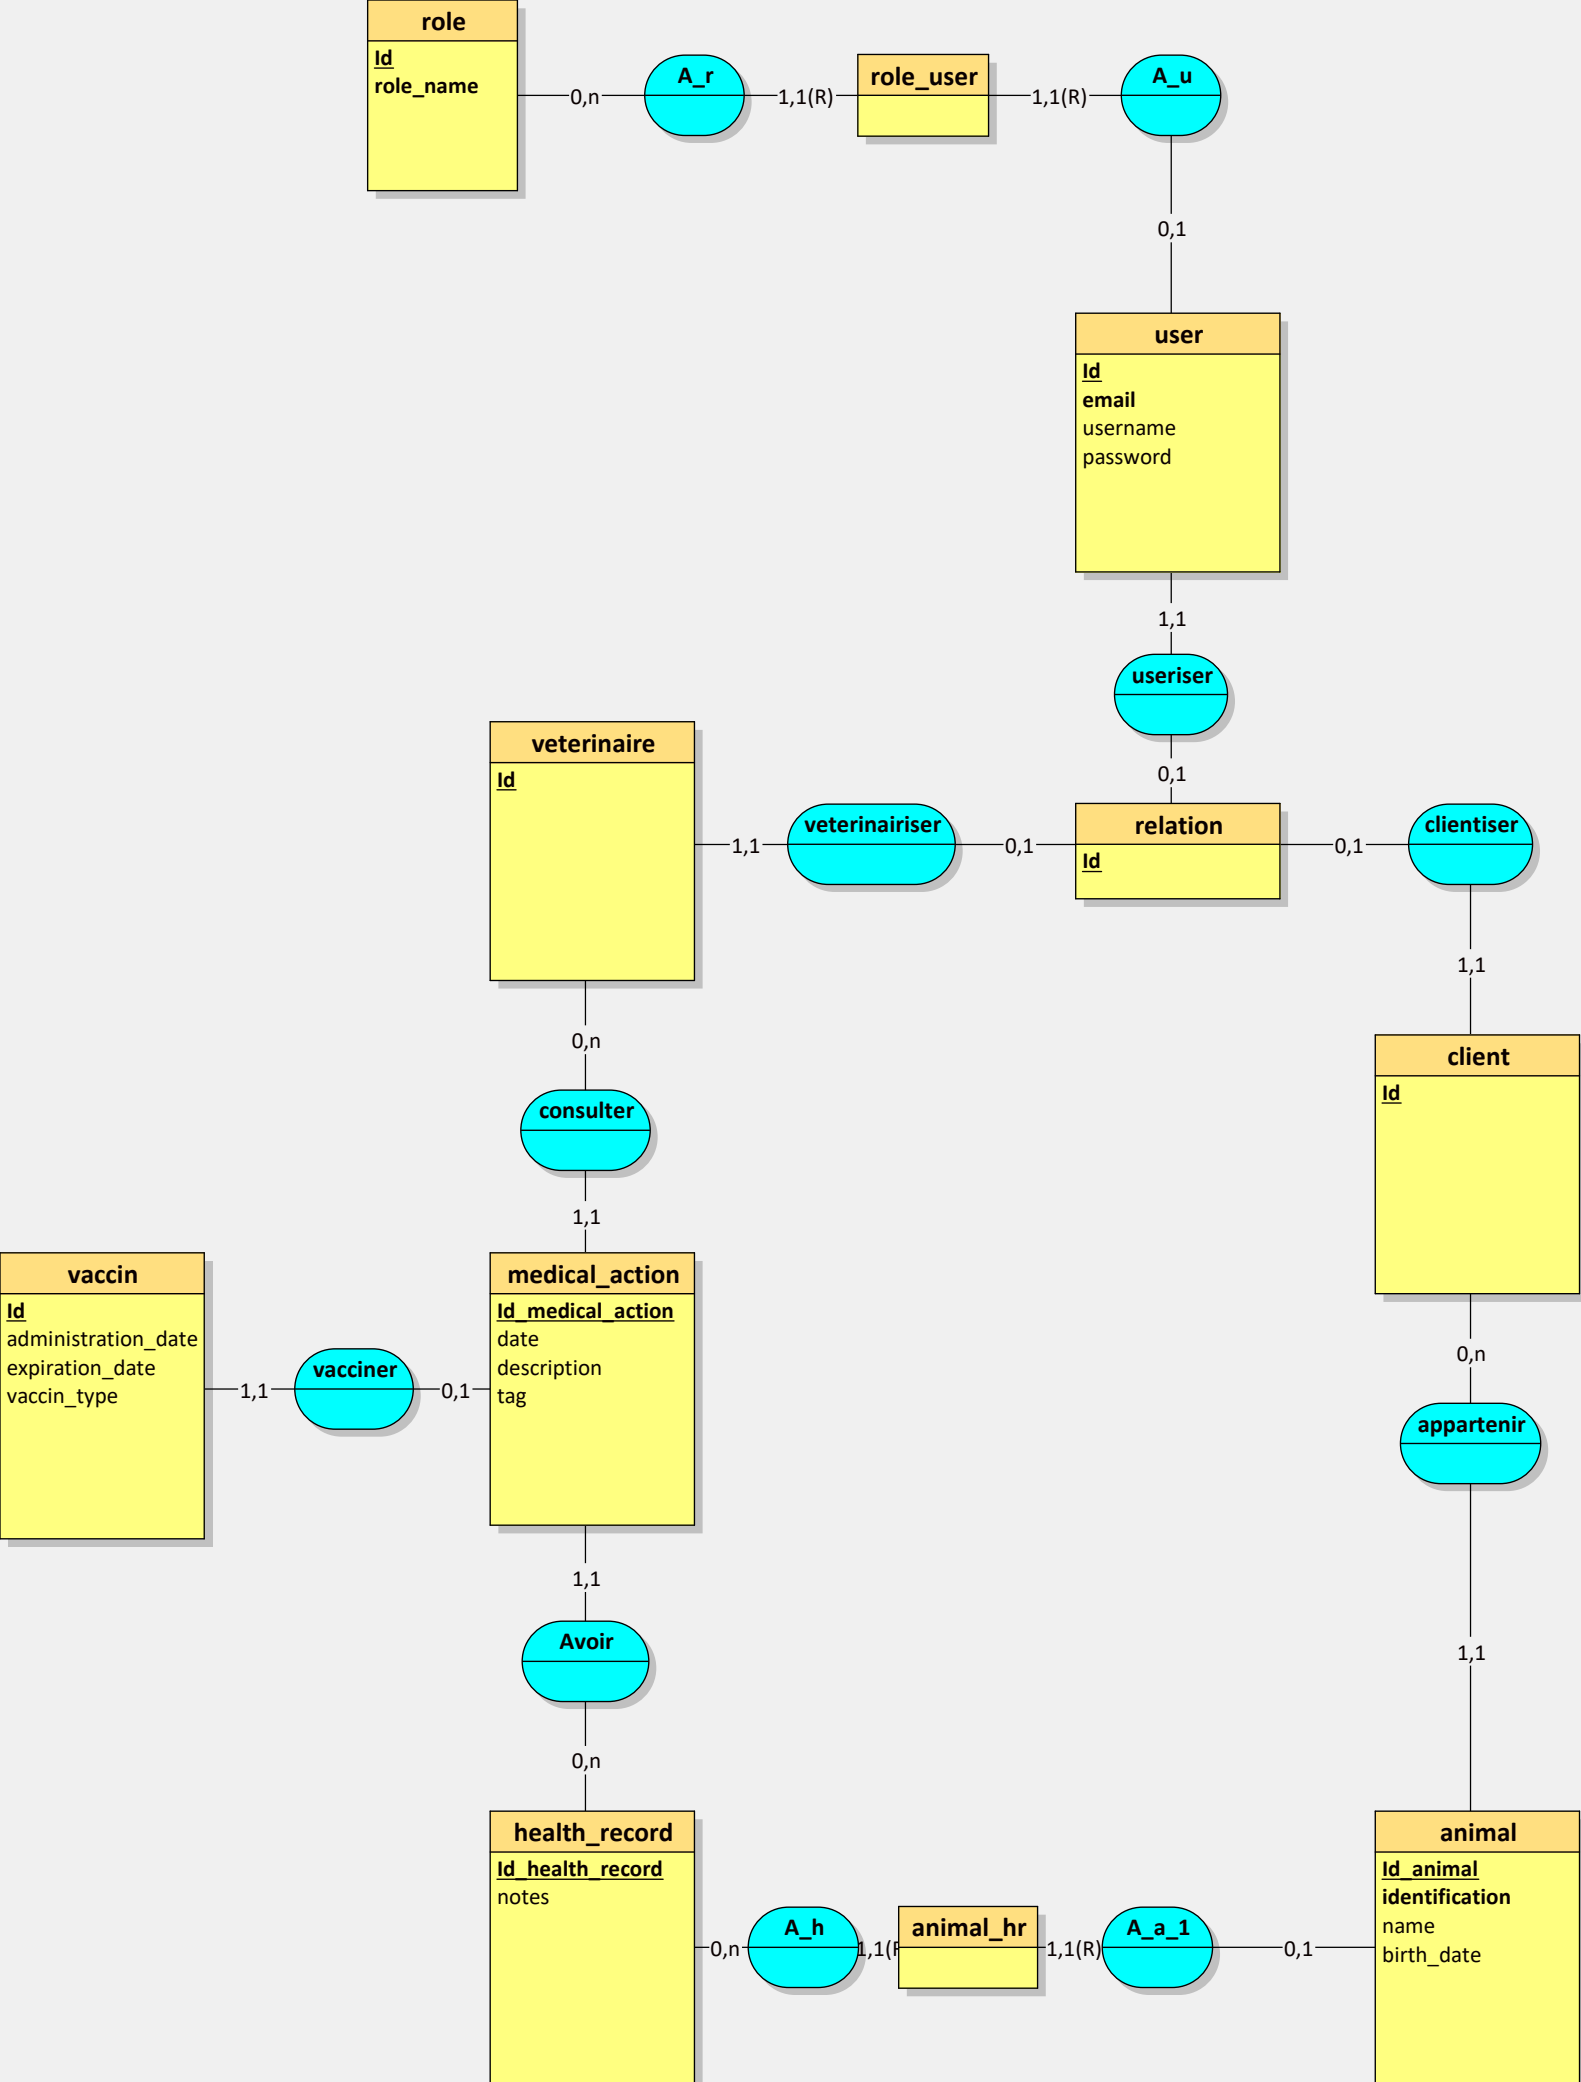 role
Id
role_name
0,n
A_r
1,1(R)
role_user
1,1(R)
A_u
0,1
user
Id
email
username
password
1,1
useriser
0,1
veterinaire
Id
1,1
veterinairiser
0,1
relation
Id
0,1
clientiser
1,1
client
Id
0,n
consulter
1,1
vaccin
Id
administration_date
expiration_date
vaccin_type
1,1
vacciner
0,1
medical_action
Id_medical_action
date
description
tag
0,n
appartenir
1,1
1,1
Avoir
0,n
health_record
Id_health_record
notes
0,n
A_h
1,1(R
animal_hr
1,1(R)
A_a_1
0,1
animal
Id_animal
identification
name
birth_date